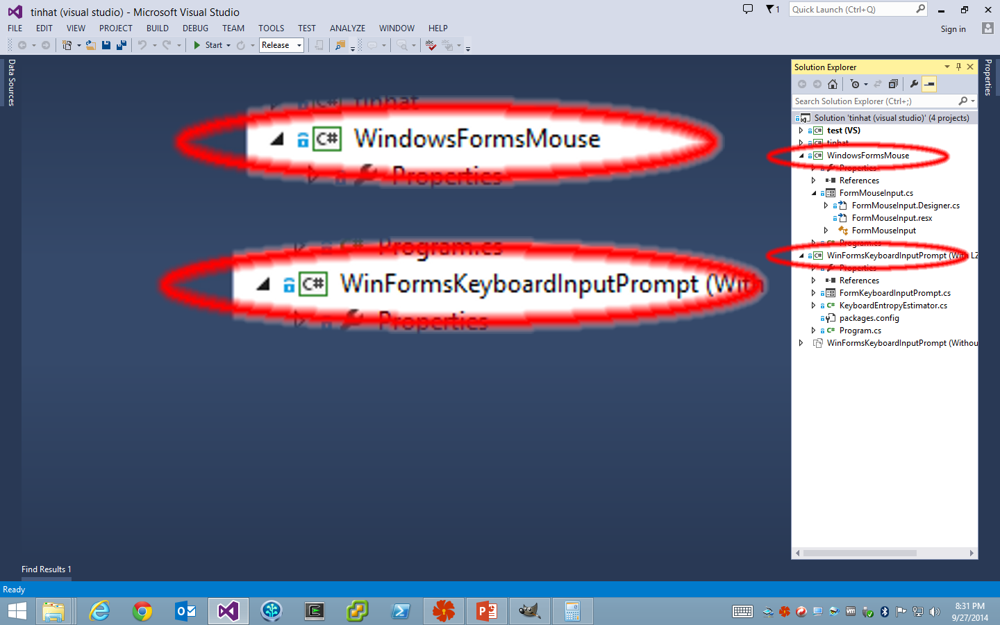 tinhat (visual studio) - Microsoft Visual Studio
1
Quick Launch (Ctrl+Q)
FILE EDIT VIEW PROJECT BUILD DEBUG TEAM TOOLS TEST ANALYZE WINDOW HELP
Sign in
Start
Release
Data Sources
Properties
Solution Explorer
Search Solution Explorer (Ctrl+;)
Solution 'tinhat (visual studio)' (4 projects)
C# test (VS)
C# tinhat
C# WindowsFormsMouse
Properties
References
FormMouseInput.cs
FormMouseInput.Designer.cs
FormMouseInput.resx
FormMouseInput
Program.cs
C# WinFormsKeyboardInputPrompt (With LZ
Properties
References
FormKeyboardInputPrompt.cs
C# KeyboardEntropyEstimator.cs
packages.config
C# Program.cs
WinFormsKeyboardInputPrompt (Withou
C# tinhat
C# WindowsFormsMouse
Properties
C# Program.cs
C# WinFormsKeyboardInputPrompt (With
Properties
Find Results 1
Ready
8:31 PM
9/27/2014